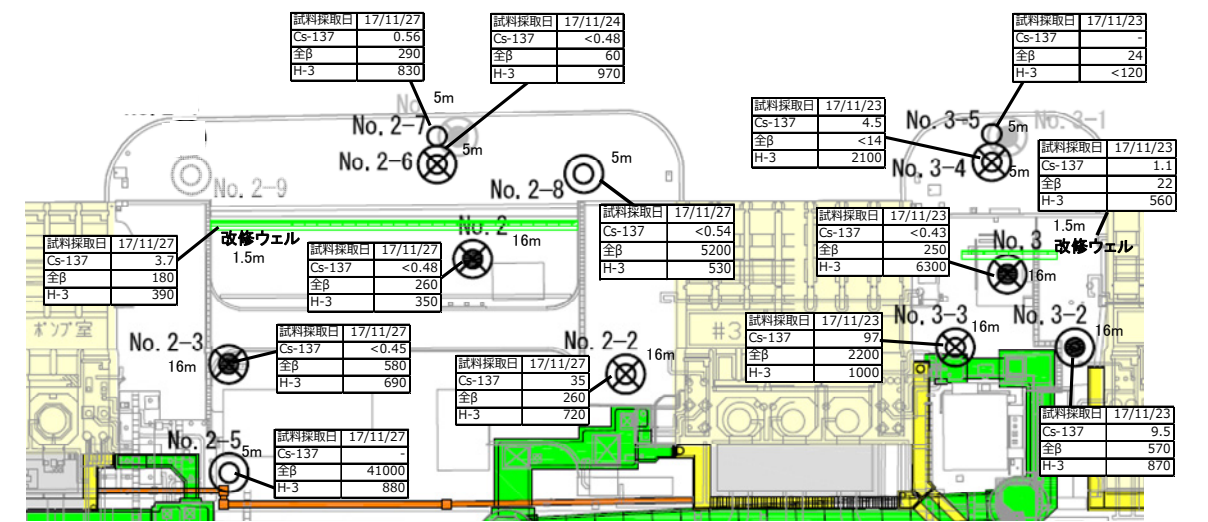 試料採取日 17/11/27
Cs-137 0.56
全β 290
H-3 830
試料採取日 17/11/24
Cs-137 <0.48
全β 60
H-3 970
試料採取日 17/11/23
Cs-137 -
全β 24
H-3 <120
5m
No. 2-7
5m
No. 2-6
No. 2-9
5m
No. 2-8
試料採取日 17/11/23
Cs-137 4.5
全β <14
H-3 2100
No. 3-5
5m
No. 3-1
No. 3-4
5m
試料採取日 17/11/23
Cs-137 1.1
全β 22
H-3 560
試料採取日 17/11/27
Cs-137 <0.54
全β 5200
H-3 530
試料採取日 17/11/23
Cs-137 <0.43
全β 250
H-3 6300
1.5m
改修ウェル
No. 3
16m
改修ウェル
1.5m
No. 2
16m
試料採取日 17/11/27
Cs-137 3.7
全β 180
H-3 390
試料採取日 17/11/27
Cs-137 <0.48
全β 260
H-3 350
ポンプ室
No. 2-3
16m
試料採取日 17/11/27
Cs-137 <0.45
全β 580
H-3 690
No. 2-2
16m
試料採取日 17/11/27
Cs-137 35
全β 260
H-3 720
#3
試料採取日 17/11/23
Cs-137 97
全β 2200
H-3 1000
No. 3-3
16m
No. 3-2
16m
No. 2-5
5m
試料採取日 17/11/27
Cs-137 -
全β 41000
H-3 880
試料採取日 17/11/23
Cs-137 9.5
全β 570
H-3 870